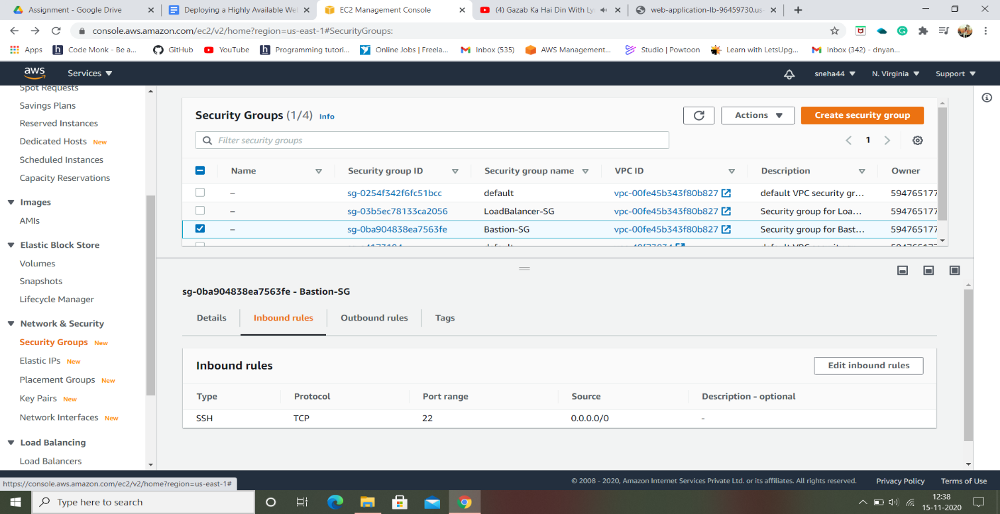 Assignment - Google Drive
Deploying a Highly Available We
EC2 Management Console
(4) Gazab Ka Hai Din With Ly
web-application-lb-96459730.us-
console.aws.amazon.com/ec2/v2/home?region=us-east-1#SecurityGroups:
Apps Code Monk - Be a... GitHub YouTube Programming tutori... Online Jobs | Freela... Inbox (535) AWS Management... Studio | Powtoon Learn with LetsUpg... Inbox (342) - dnyan...
aws Services sneha44 N. Virginia Support
Spot Requests
Savings Plans
Reserved Instances
Dedicated Hosts New
Scheduled Instances
Capacity Reservations
Images
AMIs
Elastic Block Store
Volumes
Snapshots
Lifecycle Manager
Network & Security
Security Groups New
Elastic IPs New
Placement Groups New
Key Pairs New
Network Interfaces New
Load Balancing
Load Balancers
Security Groups (1/4) Info
Actions Create security group
Filter security groups
1
Name Security group ID Security group name VPC ID Description Owner
– sg-0254f342f6fc51bcc default vpc-00fe45b343f80b827 default VPC security gr... 594765177
– sg-03b5ec78133ca2056 LoadBalancer-SG vpc-00fe45b343f80b827 Security group for Loa... 594765177
– sg-0ba904838ea7563fe Bastion-SG vpc-00fe45b343f80b827 Security group for Bast... 594765177
sg-0ba904838ea7563fe - Bastion-SG
Details Inbound rules Outbound rules Tags
Inbound rules Edit inbound rules
Type Protocol Port range Source Description - optional
SSH TCP 22 0.0.0.0/0 -
https://console.aws.amazon.com/ec2/v2/home?region=us-east-1#
© 2008 - 2020, Amazon Internet Services Private Ltd. or its affiliates. All rights reserved. Privacy Policy Terms of Use
Type here to search
12:38
15-11-2020